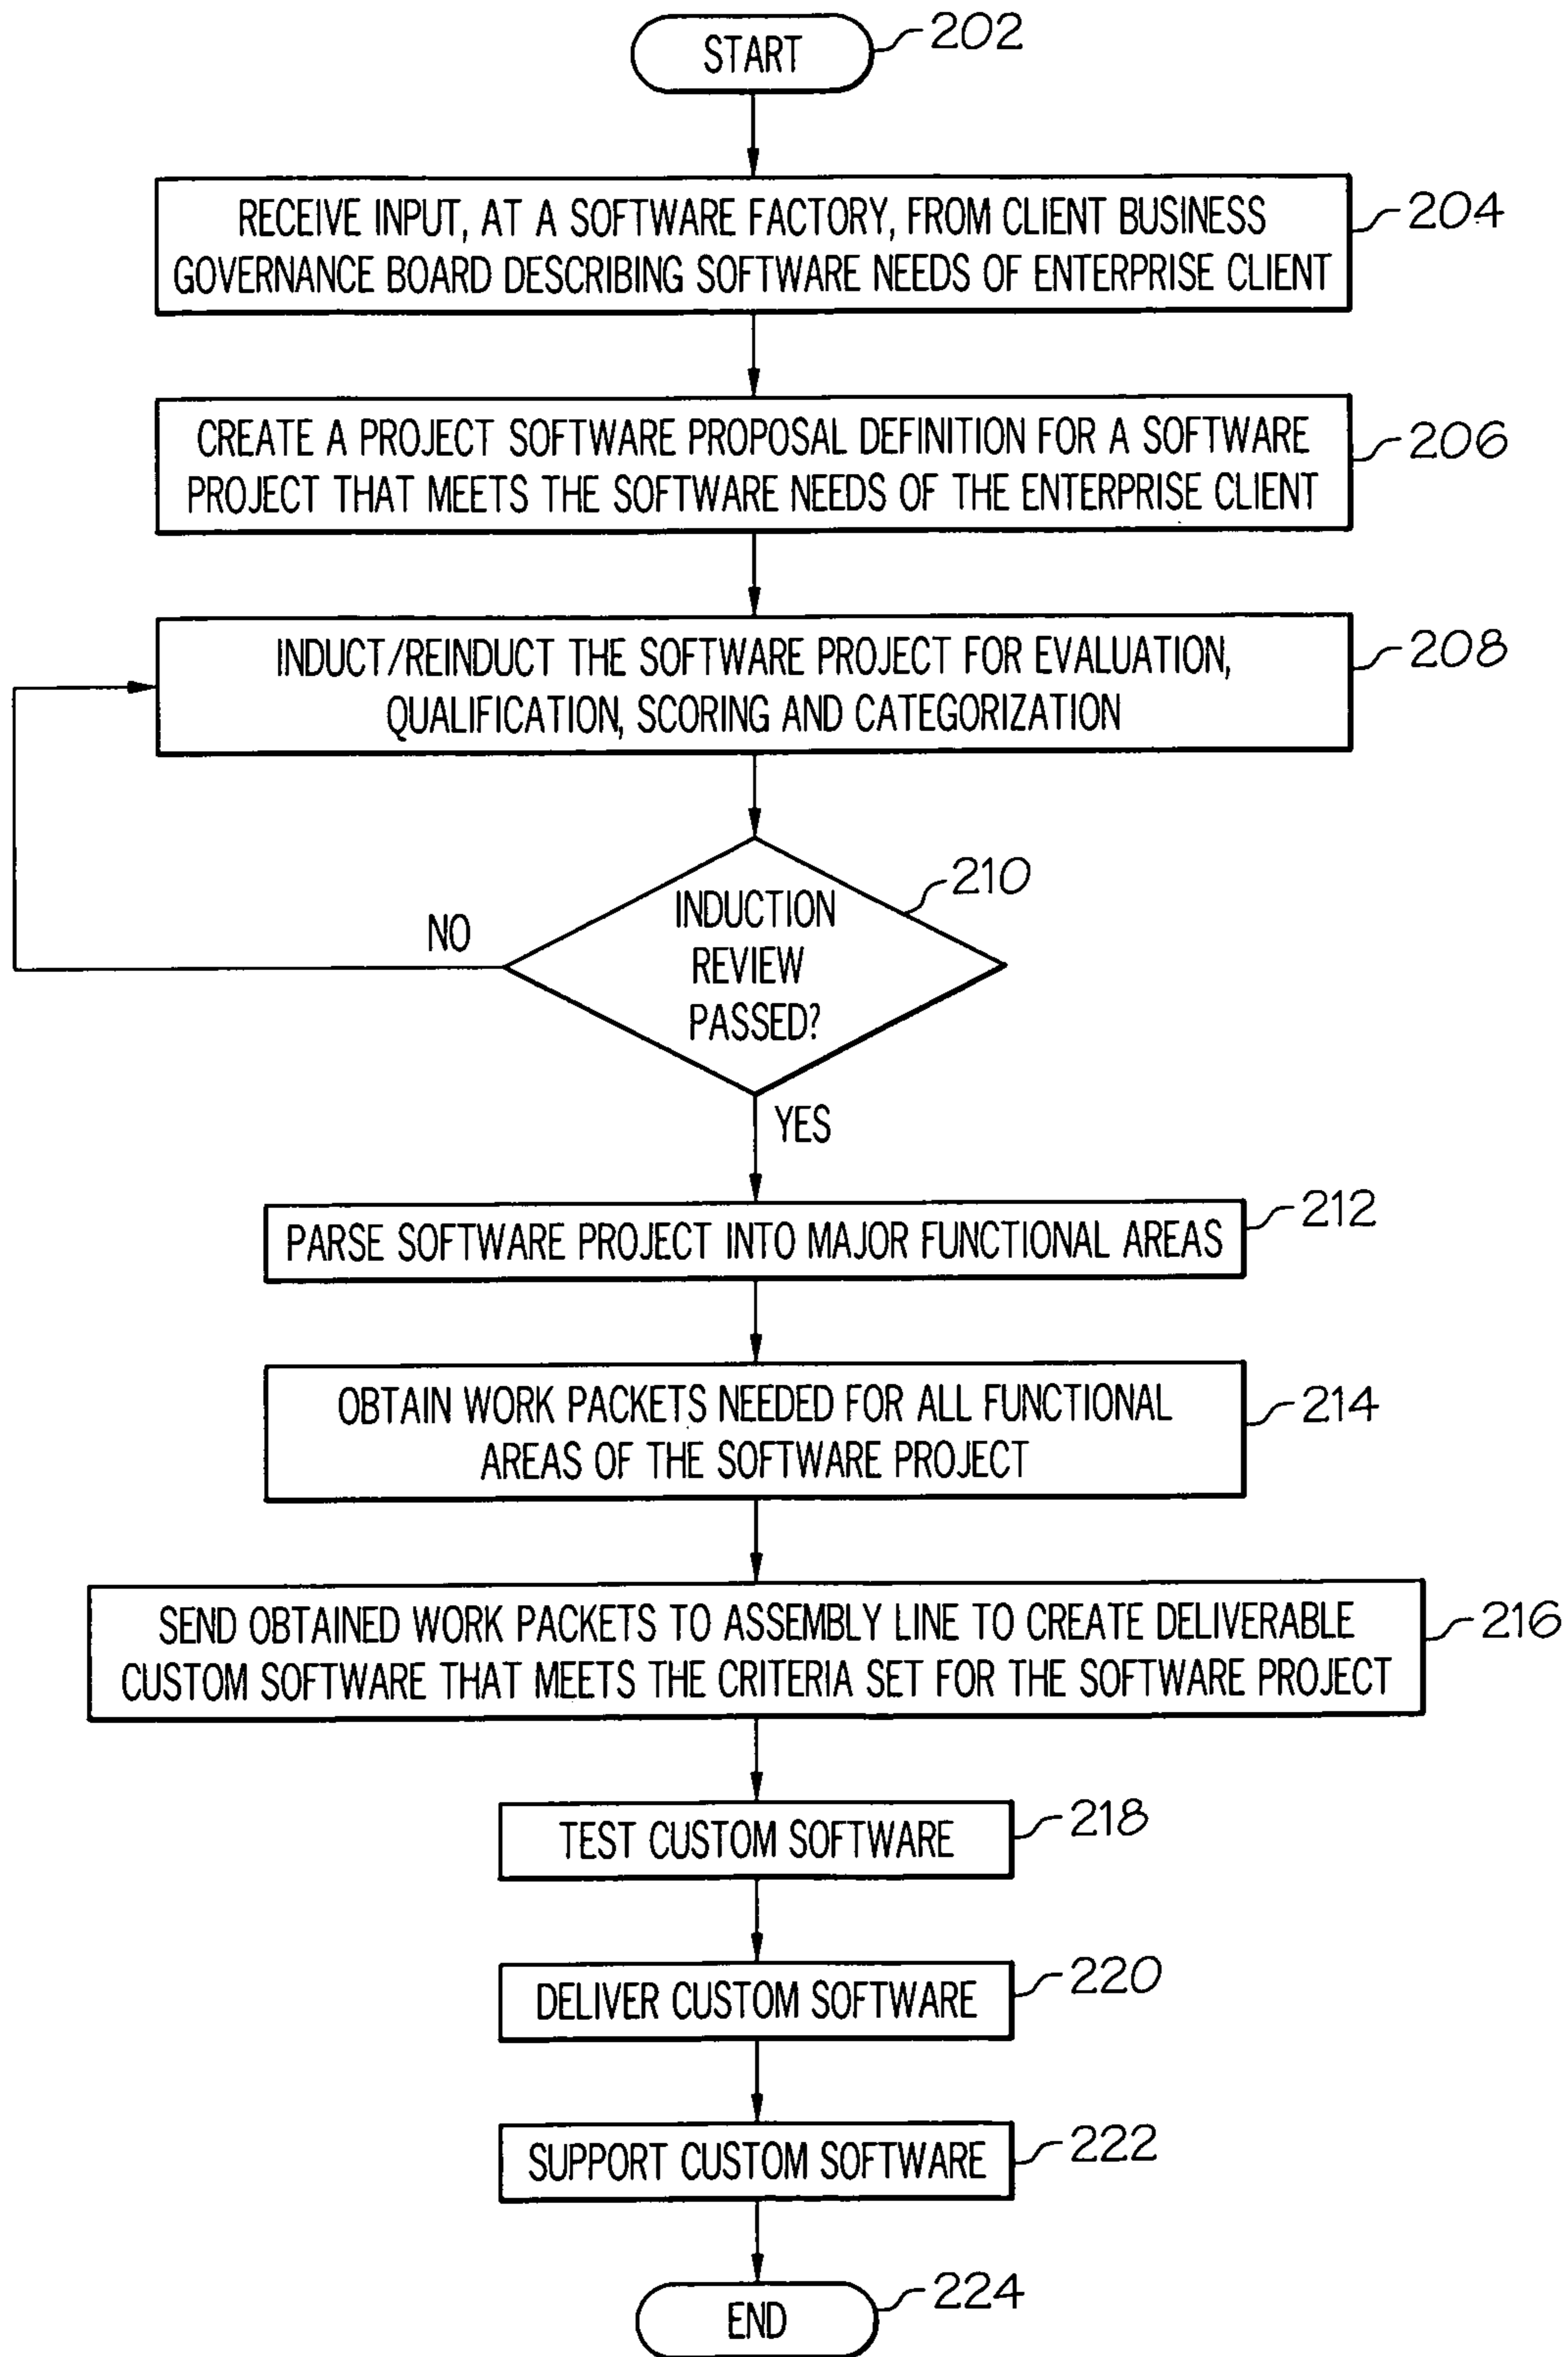 START
202
RECEIVE INPUT, AT A SOFTWARE FACTORY, FROM CLIENT BUSINESS
GOVERNANCE BOARD DESCRIBING SOFTWARE NEEDS OF ENTERPRISE CLIENT
204
CREATE A PROJECT SOFTWARE PROPOSAL DEFINITION FOR A SOFTWARE
PROJECT THAT MEETS THE SOFTWARE NEEDS OF THE ENTERPRISE CLIENT
206
INDUCT/REINDUCT THE SOFTWARE PROJECT FOR EVALUATION,
QUALIFICATION, SCORING AND CATEGORIZATION
208
INDUCTION
REVIEW
PASSED?
210
NO
YES
PARSE SOFTWARE PROJECT INTO MAJOR FUNCTIONAL AREAS
212
OBTAIN WORK PACKETS NEEDED FOR ALL FUNCTIONAL
AREAS OF THE SOFTWARE PROJECT
214
SEND OBTAINED WORK PACKETS TO ASSEMBLY LINE TO CREATE DELIVERABLE
CUSTOM SOFTWARE THAT MEETS THE CRITERIA SET FOR THE SOFTWARE PROJECT
216
TEST CUSTOM SOFTWARE
218
DELIVER CUSTOM SOFTWARE
220
SUPPORT CUSTOM SOFTWARE
222
END
224